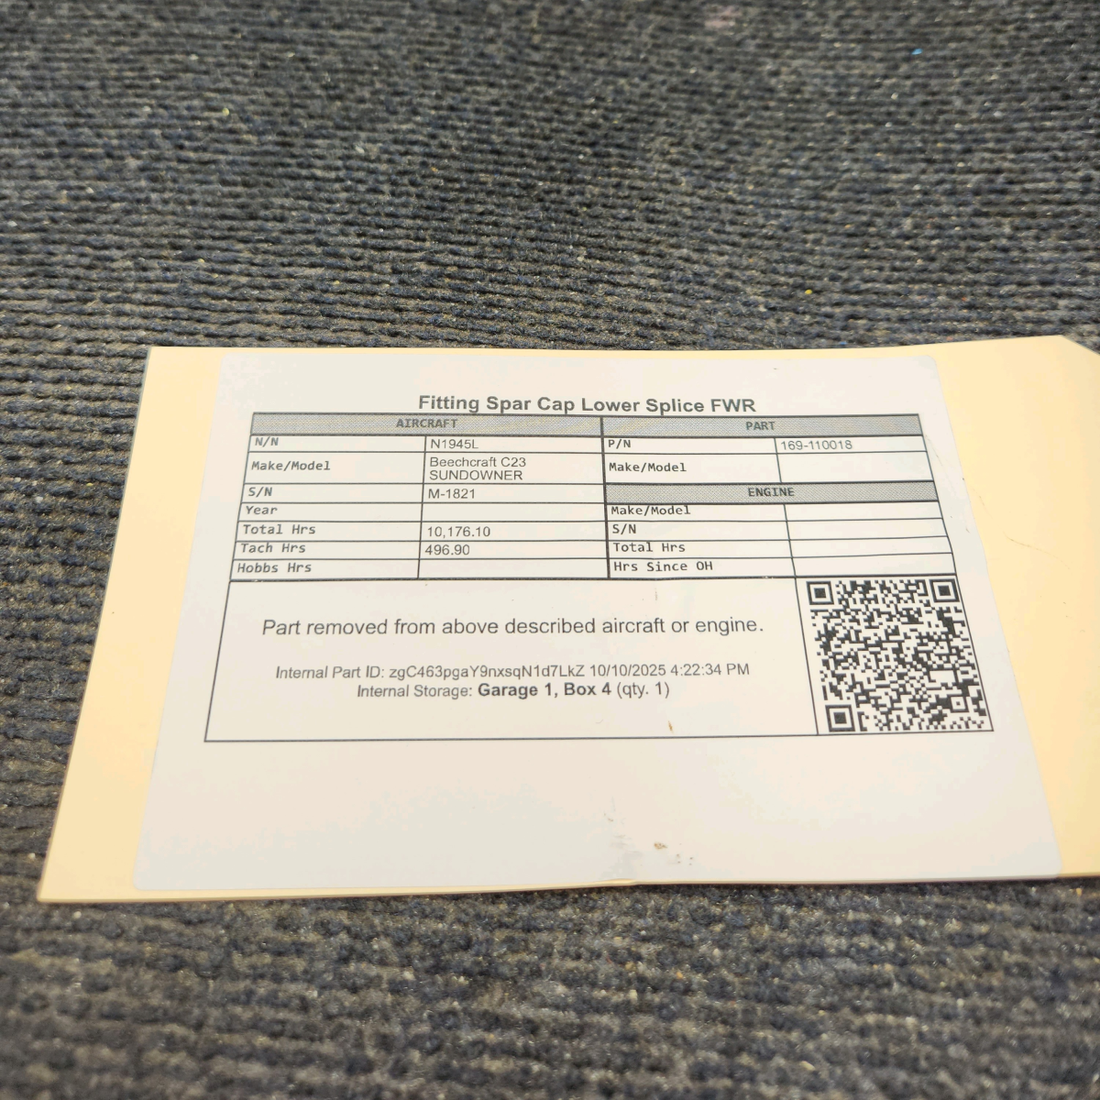 Fitting Spar Cap Lower Splice FWR
AIRCRAFT PART
N/N N1945L P/N 169-110018
Make/Model Beechcraft C23 SUNDOWNER Make/Model
S/N M-1821 ENGINE
Year Make/Model
Total Hrs 10,176.10 S/N
Tach Hrs 496.90 Total Hrs
Hobbs Hrs Hrs Since OH
Part removed from above described aircraft or engine.
Internal Part ID: zgC463pgaY9nxsqN1d7LkZ 10/10/2025 4:22:34 PM
Internal Storage: Garage 1, Box 4 (qty. 1)